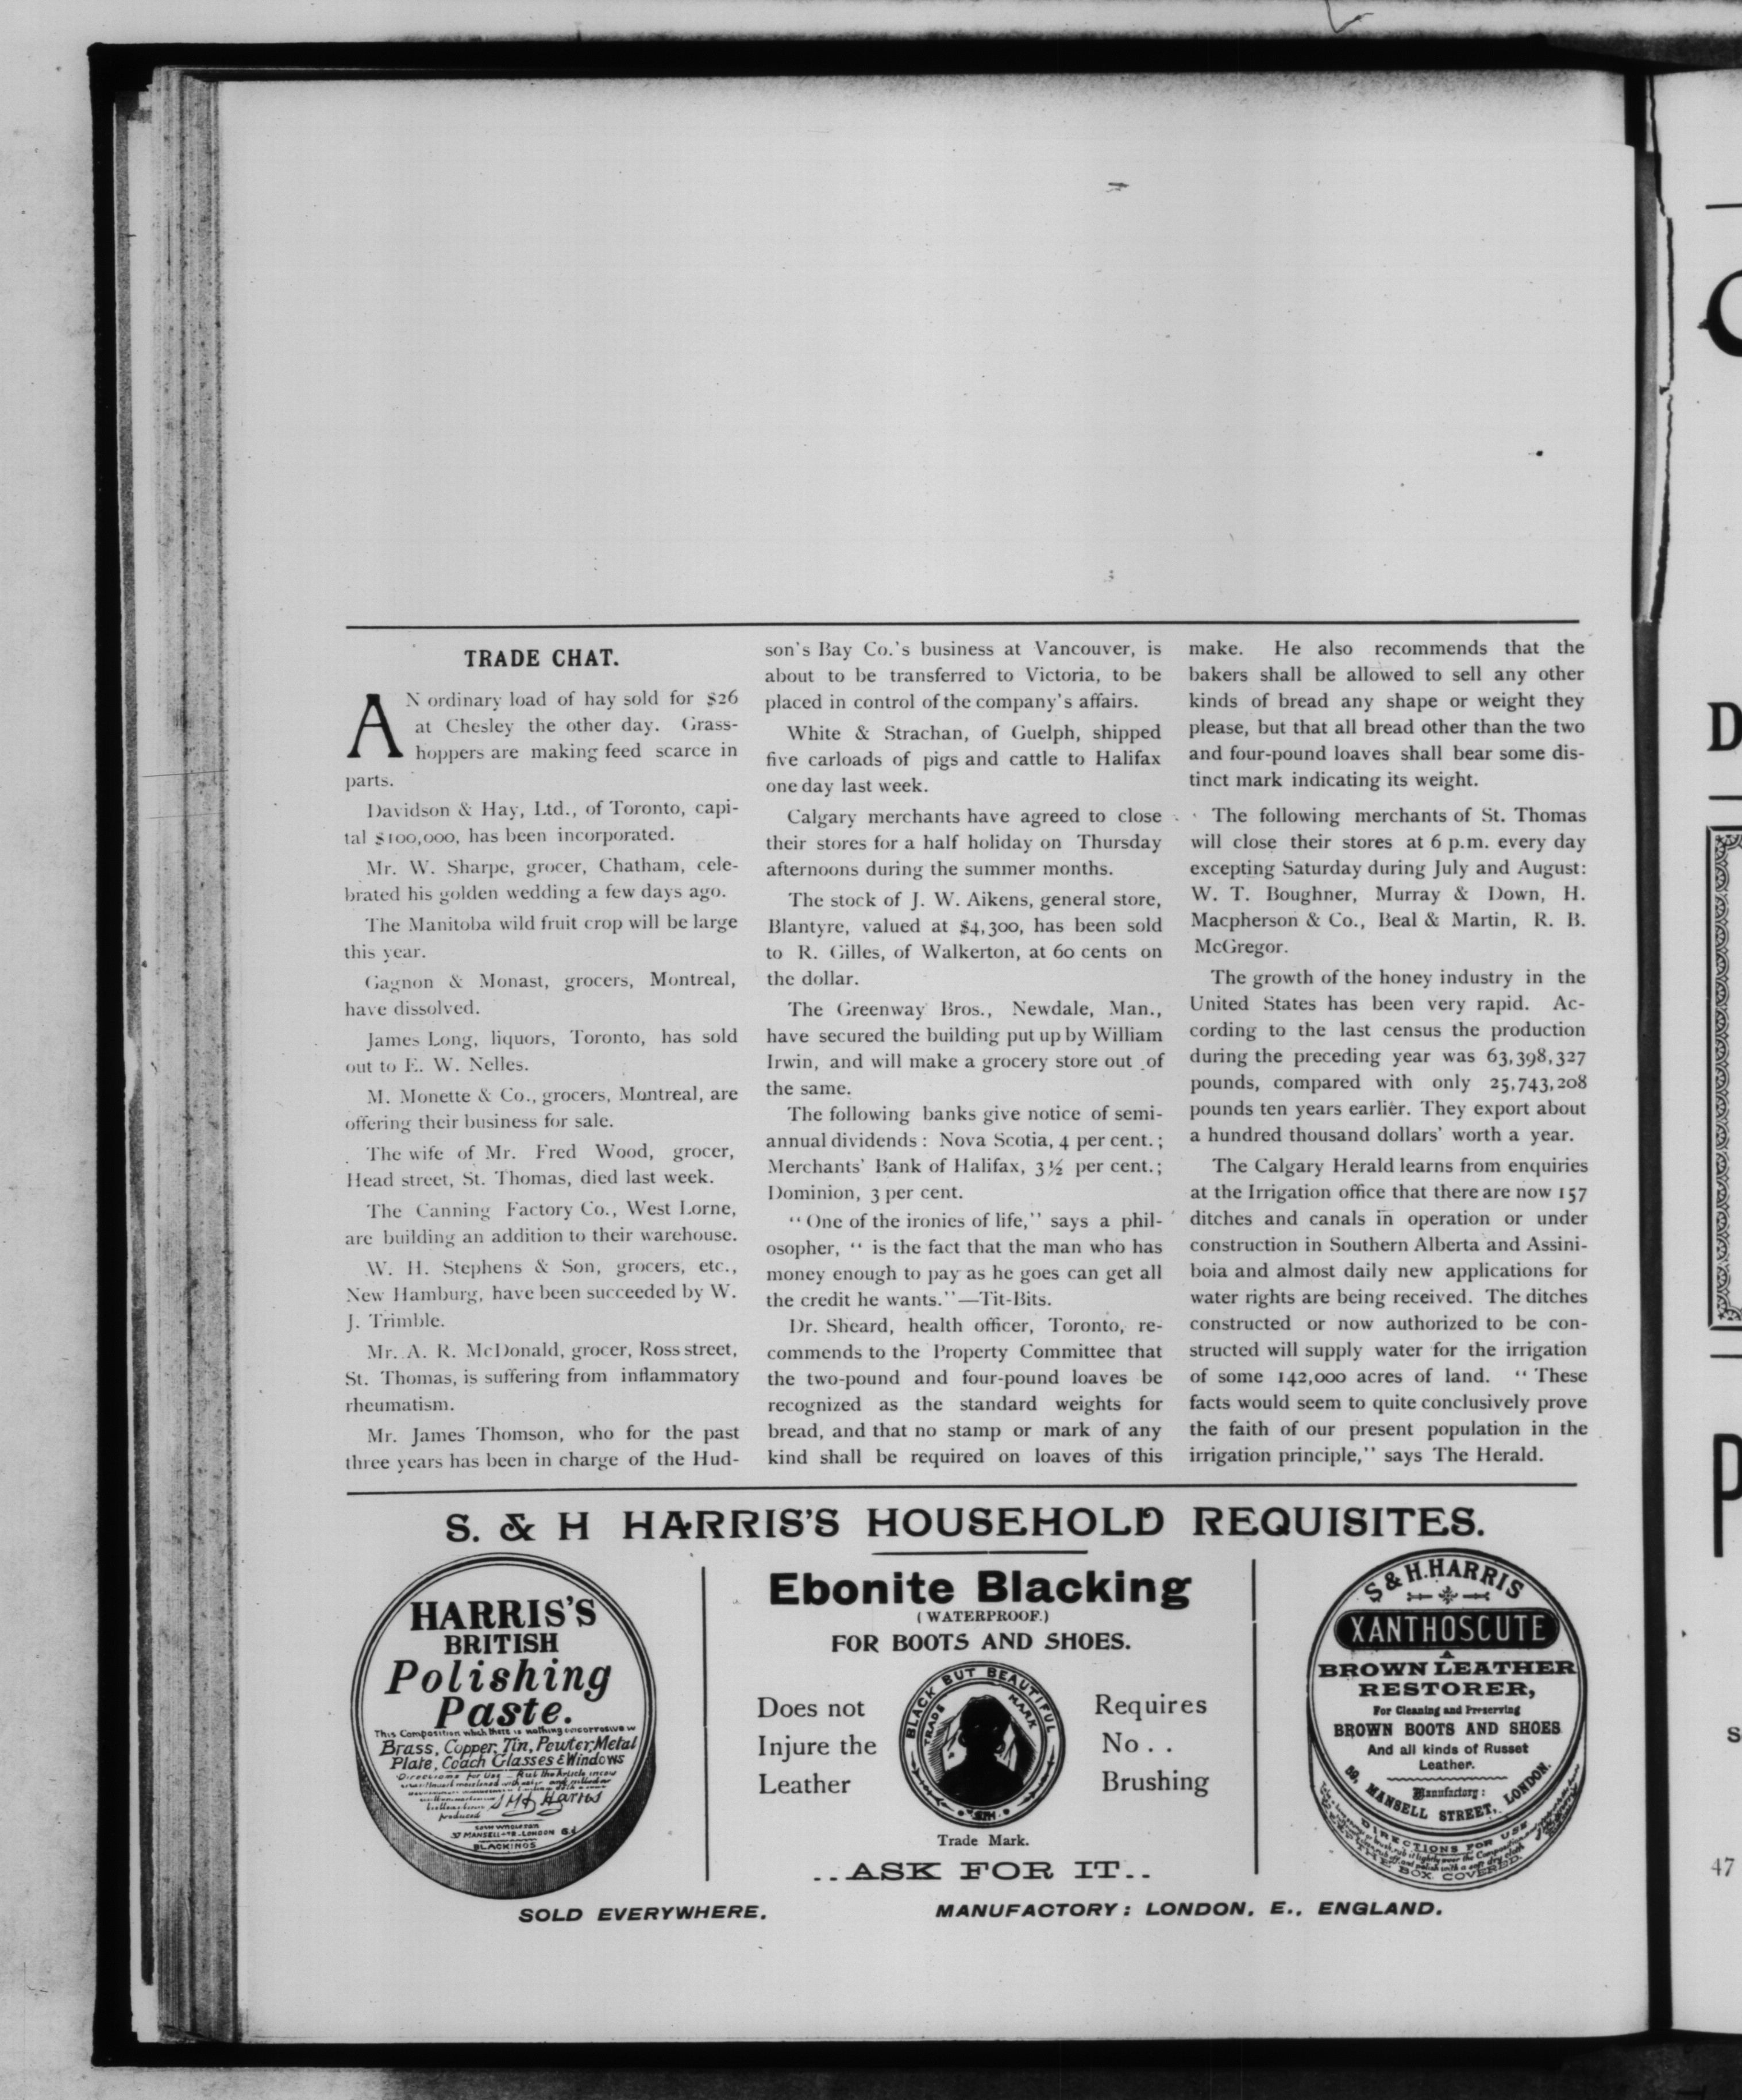 TRADE CHAT.
AN ordinary load of hay sold for $26
at Chesley the other day. Grass-
hoppers are making feed scarce in
parts.
Davidson & Hay, Ltd., of Toronto, capi-
tal $100,000, has been incorporated.
Mr. W. Sharpe, grocer, Chatham, cele-
brated his golden wedding a few days ago.
The Manitoba wild fruit crop will be large
this year.
Gagnon & Monast, grocers, Montreal,
have dissolved.
James Long, liquors, Toronto, has sold
out to E. W. Nelles.
M. Monette & Co., grocers, Montreal, are
offering their business for sale.
The wife of Mr. Fred Wood, grocer,
Head street, St. Thomas, died last week.
The Canning Factory Co., West Lorne,
are building an addition to their warehouse.
W. H. Stephens & Son, grocers, etc.,
New Hamburg, have been succeeded by W.
J. Trimble.
Mr. A. R. McDonald, grocer, Ross street,
St. Thomas, is suffering from inflammatory
rheumatism.
Mr. James Thomson, who for the past
three years has been in charge of the Hud-
son's Bay Co.'s business at Vancouver, is
about to be transferred to Victoria, to be
placed in control of the company's affairs.
White & Strachan, of Guelph, shipped
five carloads of pigs and cattle to Halifax
one day last week.
Calgary merchants have agreed to close
their stores for a half holiday on Thursday
afternoons during the summer months.
The stock of J. W. Aikens, general store,
Blantyre, valued at $4,300, has been sold
to R. Gilles, of Walkerton, at 60 cents on
the dollar.
The Greenway Bros., Newdale, Man.,
have secured the building put up by William
Irwin, and will make a grocery store out of
the same.
The following banks give notice of semi-
annual dividends : Nova Scotia, 4 per cent. ;
Merchants' Bank of Halifax, 3½ per cent.;
Dominion, 3 per cent.
"One of the ironies of life," says a phil-
osopher, "is the fact that the man who has
money enough to pay as he goes can get all
the credit he wants."—Tit-Bits.
Dr. Sheard, health officer, Toronto, re-
commends to the Property Committee that
the two-pound and four-pound loaves be
recognized as the standard weights for
bread, and that no stamp or mark of any
kind shall be required on loaves of this
make. He also recommends that the
bakers shall be allowed to sell any other
kinds of bread any shape or weight they
please, but that all bread other than the two
and four-pound loaves shall bear some dis-
tinct mark indicating its weight.
The following merchants of St. Thomas
will close their stores at 6 p.m. every day
excepting Saturday during July and August:
W. T. Boughner, Murray & Down, H.
Macpherson & Co., Beal & Martin, R. B.
McGregor.
The growth of the honey industry in the
United States has been very rapid. Ac-
cording to the last census the production
during the preceding year was 63,398,327
pounds, compared with only 25,743,208
pounds ten years earlier. They export about
a hundred thousand dollars' worth a year.
The Calgary Herald learns from enquiries
at the Irrigation office that there are now 157
ditches and canals in operation or under
construction in Southern Alberta and Assini-
boia and almost daily new applications for
water rights are being received. The ditches
constructed or now authorized to be con-
structed will supply water for the irrigation
of some 142,000 acres of land. "These
facts would seem to quite conclusively prove
the faith of our present population in the
irrigation principle," says The Herald.
S. & H HARRIS'S HOUSEHOLD REQUISITES.
HARRIS'S
BRITISH
Polishing
Paste.
This Composition which there is nothing
Brass, Copper, Tin, Pewter, Metal
Plate, Coach Glasses & Windows
Directions for Use
produced
MANSELL LONDON
BLACKINGS
Ebonite Blacking
(WATERPROOF.)
FOR BOOTS AND SHOES.
Does not
Injure the
Leather
BLACK BUT BEAUTIFUL
TRADE MARK
Requires
No . .
Brushing
Trade Mark.
..ASK FOR IT..
S & H. HARRIS
XANTHOSCUTE
A
BROWN LEATHER
RESTORER,
For Cleaning and Preserving
BROWN BOOTS AND SHOES
And all kinds of Russet
Leather.
Manufactory:
MANSELL STREET, LONDON.
DIRECTIONS FOR USE
BOX COVERED.
SOLD EVERYWHERE.
MANUFACTORY: LONDON, E., ENGLAND.
D
P
S
47